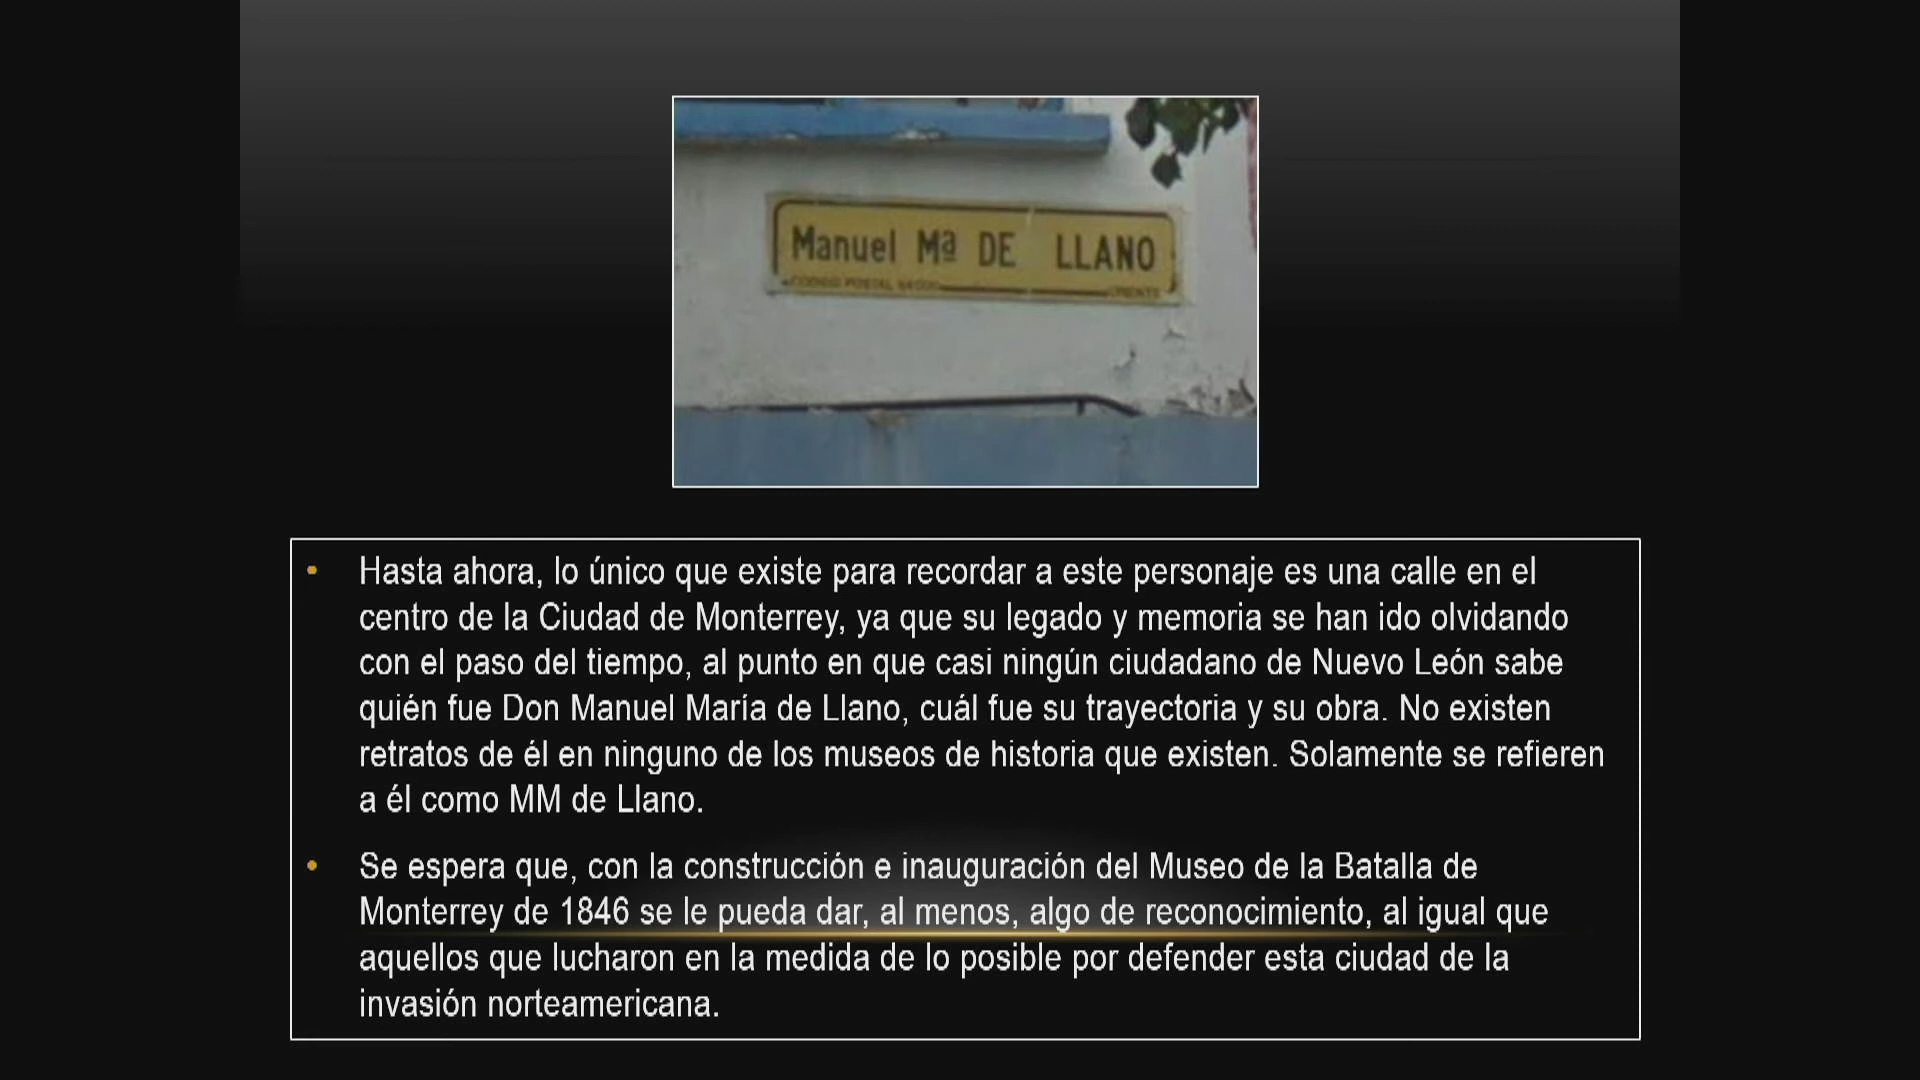 Manuel Mª DE LLANO
CODIGO POSTAL
Hasta ahora, lo único que existe para recordar a este personaje es una calle en el
centro de la Ciudad de Monterrey, ya que su legado y memoria se han ido olvidando
con el paso del tiempo, al punto en que casi ningún ciudadano de Nuevo León sabe
quién fue Don Manuel María de Llano, cuál fue su trayectoria y su obra. No existen
retratos de él en ninguno de los museos de historia que existen. Solamente se refieren
a él como MM de Llano.
Se espera que, con la construcción e inauguración del Museo de la Batalla de
Monterrey de 1846 se le pueda dar, al menos, algo de reconocimiento, al igual que
aquellos que lucharon en la medida de lo posible por defender esta ciudad de la
invasión norteamericana.